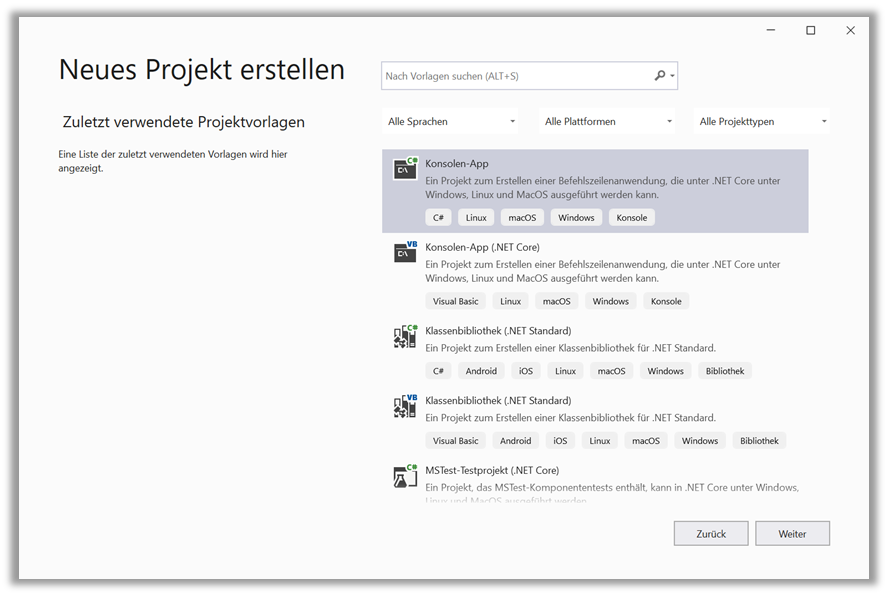 Neues Projekt erstellen
Nach Vorlagen suchen (ALT+S)
Zuletzt verwendete Projektvorlagen
Alle Sprachen
Alle Plattformen
Alle Projekttypen
Eine Liste der zuletzt verwendeten Vorlagen wird hier
angezeigt.
C#
Konsolen-App
Ein Projekt zum Erstellen einer Befehlszeilenanwendung, die unter .NET Core unter
Windows, Linux und MacOS ausgeführt werden kann.
C# Linux macOS Windows Konsole
VB
Konsolen-App (.NET Core)
Ein Projekt zum Erstellen einer Befehlszeilenanwendung, die unter .NET Core unter
Windows, Linux und MacOS ausgeführt werden kann.
Visual Basic Linux macOS Windows Konsole
C#
Klassenbibliothek (.NET Standard)
Ein Projekt zum Erstellen einer Klassenbibliothek für .NET Standard.
C# Android iOS Linux macOS Windows Bibliothek
VB
Klassenbibliothek (.NET Standard)
Ein Projekt zum Erstellen einer Klassenbibliothek für .NET Standard.
Visual Basic Android iOS Linux macOS Windows Bibliothek
C#
MSTest-Testprojekt (.NET Core)
Ein Projekt, das MSTest-Komponententests enthält, kann in .NET Core unter Windows,
Linux und MacOS ausgeführt werden.
Zurück
Weiter